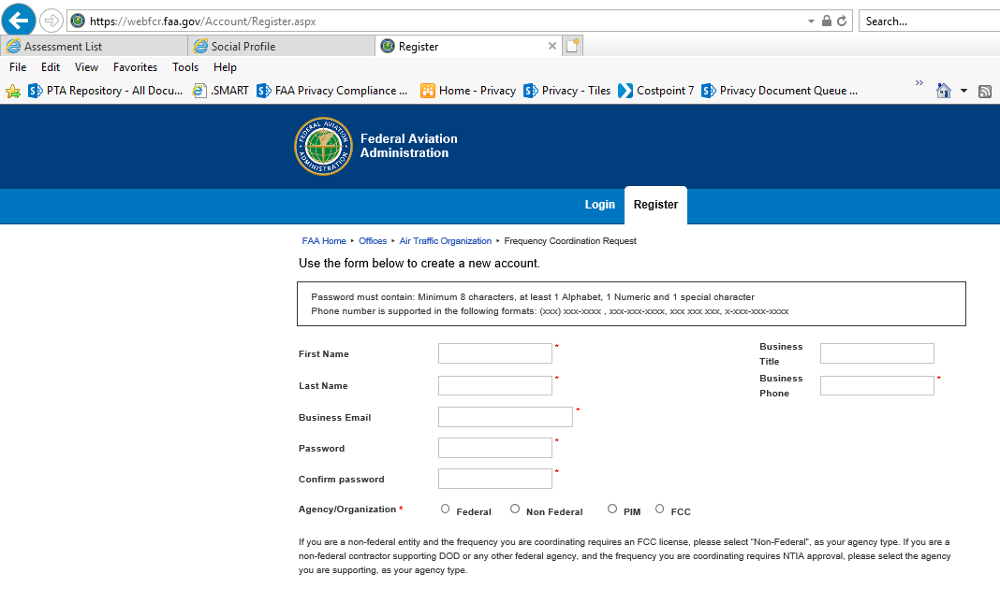 https://webfcr.faa.gov/Account/Register.aspx
Search...
Assessment List
Social Profile
Register
File Edit View Favorites Tools Help
PTA Repository - All Docu... .SMART FAA Privacy Compliance ... Home - Privacy Privacy - Tiles Costpoint 7 Privacy Document Queue ...
FEDERAL AVIATION ADMINISTRATION
Federal Aviation
Administration
Login Register
FAA Home ▸ Offices ▸ Air Traffic Organization ▸ Frequency Coordination Request
Use the form below to create a new account.
Password must contain: Minimum 8 characters, at least 1 Alphabet, 1 Numeric and 1 special character
Phone number is supported in the following formats: (xxx) xxx-xxxx , xxx-xxx-xxxx, xxx xxx xxx, x-xxx-xxx-xxxx
First Name *
Business
Title
Last Name *
Business
Phone *
Business Email *
Password *
Confirm password *
Agency/Organization * Federal Non Federal PIM FCC
If you are a non-federal entity and the frequency you are coordinating requires an FCC license, please select “Non-Federal”, as your agency type. If you are a
non-federal contractor supporting DOD or any other federal agency, and the frequency you are coordinating requires NTIA approval, please select the agency
you are supporting, as your agency type.